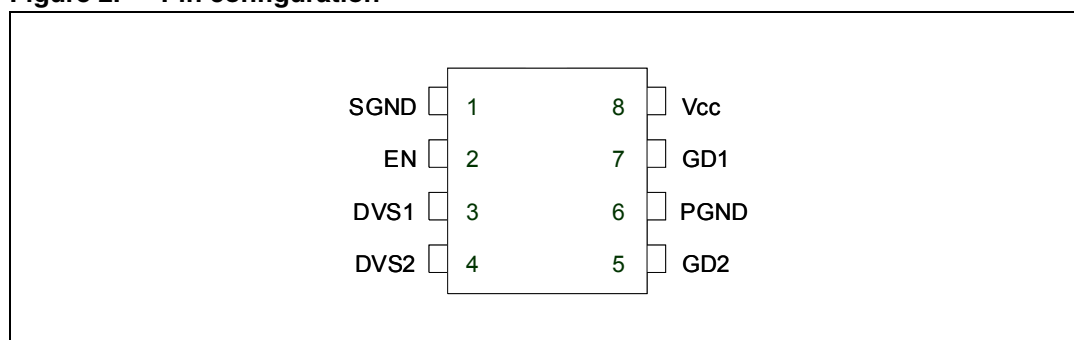 Figure 2. Pin configuration
SGND 1 8 Vcc
EN 2 7 GD1
DVS1 3 6 PGND
DVS2 4 5 GD2